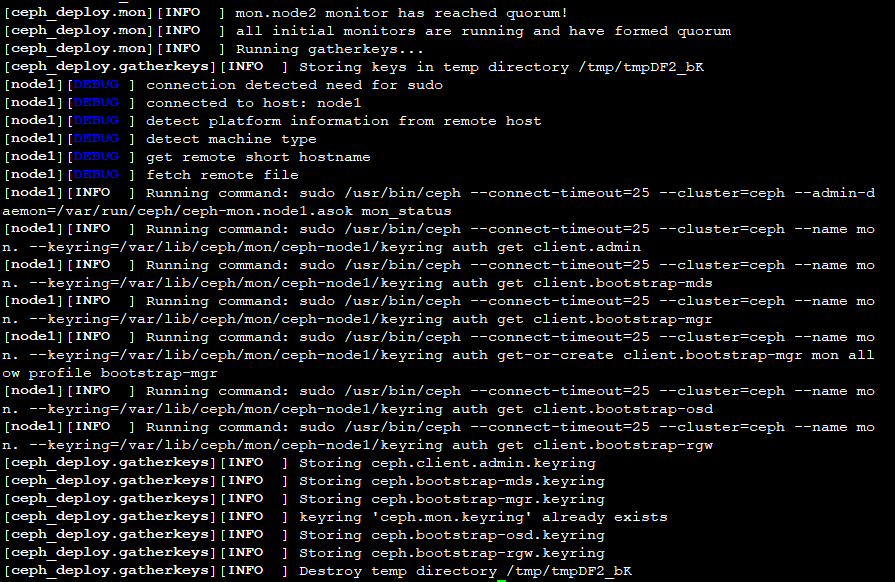 [ceph_deploy.mon][INFO  ] mon.node2 monitor has reached quorum!
[ceph_deploy.mon][INFO  ] all initial monitors are running and have formed quorum
[ceph_deploy.mon][INFO  ] Running gatherkeys...
[ceph_deploy.gatherkeys][INFO  ] Storing keys in temp directory /tmp/tmpDF2_bK
[node1][DEBUG ] connection detected need for sudo
[node1][DEBUG ] connected to host: node1
[node1][DEBUG ] detect platform information from remote host
[node1][DEBUG ] detect machine type
[node1][DEBUG ] get remote short hostname
[node1][DEBUG ] fetch remote file
[node1][INFO  ] Running command: sudo /usr/bin/ceph --connect-timeout=25 --cluster=ceph --admin-d
aemon=/var/run/ceph/ceph-mon.node1.asok mon_status
[node1][INFO  ] Running command: sudo /usr/bin/ceph --connect-timeout=25 --cluster=ceph --name mo
n. --keyring=/var/lib/ceph/mon/ceph-node1/keyring auth get client.admin
[node1][INFO  ] Running command: sudo /usr/bin/ceph --connect-timeout=25 --cluster=ceph --name mo
n. --keyring=/var/lib/ceph/mon/ceph-node1/keyring auth get client.bootstrap-mds
[node1][INFO  ] Running command: sudo /usr/bin/ceph --connect-timeout=25 --cluster=ceph --name mo
n. --keyring=/var/lib/ceph/mon/ceph-node1/keyring auth get client.bootstrap-mgr
[node1][INFO  ] Running command: sudo /usr/bin/ceph --connect-timeout=25 --cluster=ceph --name mo
n. --keyring=/var/lib/ceph/mon/ceph-node1/keyring auth get-or-create client.bootstrap-mgr mon all
ow profile bootstrap-mgr
[node1][INFO  ] Running command: sudo /usr/bin/ceph --connect-timeout=25 --cluster=ceph --name mo
n. --keyring=/var/lib/ceph/mon/ceph-node1/keyring auth get client.bootstrap-osd
[node1][INFO  ] Running command: sudo /usr/bin/ceph --connect-timeout=25 --cluster=ceph --name mo
n. --keyring=/var/lib/ceph/mon/ceph-node1/keyring auth get client.bootstrap-rgw
[ceph_deploy.gatherkeys][INFO  ] Storing ceph.client.admin.keyring
[ceph_deploy.gatherkeys][INFO  ] Storing ceph.bootstrap-mds.keyring
[ceph_deploy.gatherkeys][INFO  ] Storing ceph.bootstrap-mgr.keyring
[ceph_deploy.gatherkeys][INFO  ] keyring 'ceph.mon.keyring' already exists
[ceph_deploy.gatherkeys][INFO  ] Storing ceph.bootstrap-osd.keyring
[ceph_deploy.gatherkeys][INFO  ] Storing ceph.bootstrap-rgw.keyring
[ceph_deploy.gatherkeys][INFO  ] Destroy temp directory /tmp/tmpDF2_bK